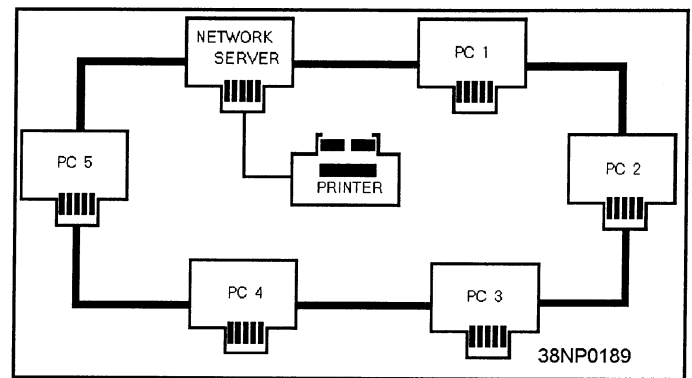 NETWORK
SERVER
PC 1
PC 5
PRINTER
PC 2
PC 4
PC 3
38NP0189